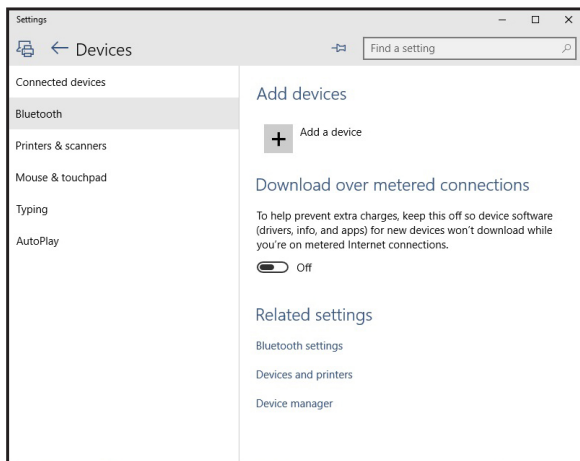 Settings
Devices
Find a setting
Connected devices
Bluetooth
Printers & scanners
Mouse & touchpad
Typing
AutoPlay
Add devices
Add a device
Download over metered connections
To help prevent extra charges, keep this off so device software
(drivers, info, and apps) for new devices won't download while
you're on metered Internet connections.
Off
Related settings
Bluetooth settings
Devices and printers
Device manager